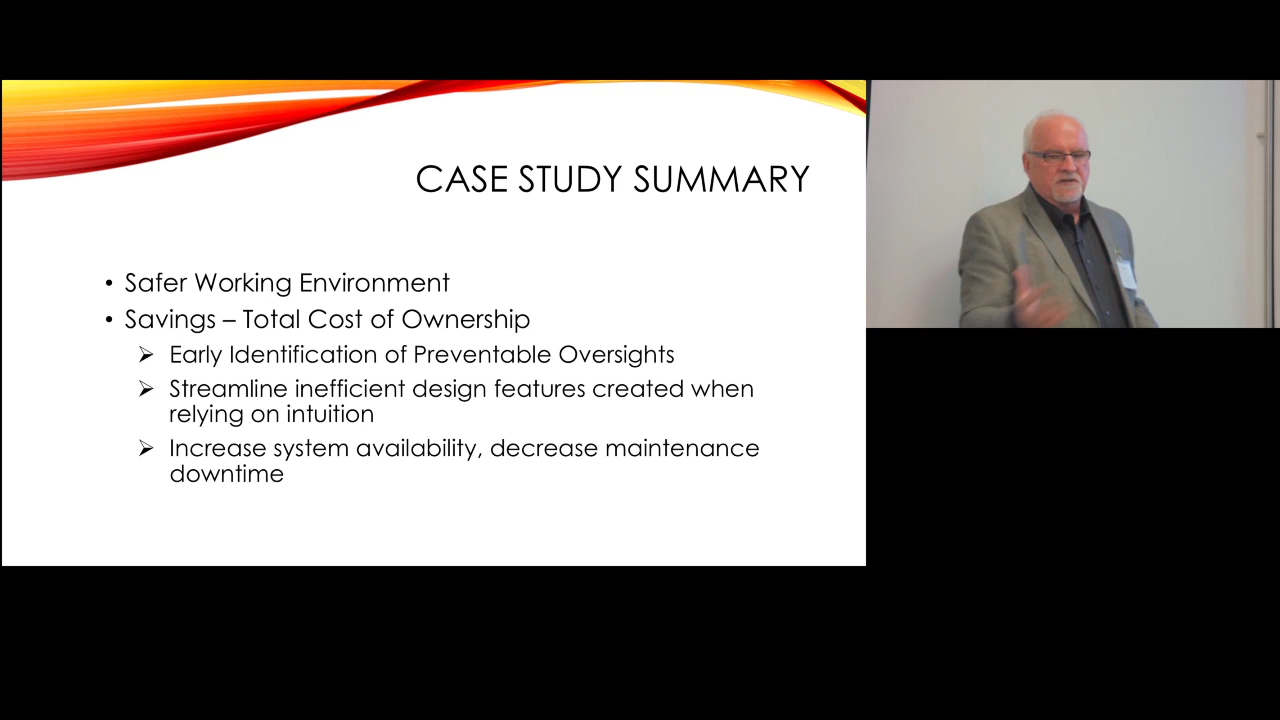 CASE STUDY SUMMARY
• Safer Working Environment
• Savings – Total Cost of Ownership
➢ Early Identification of Preventable Oversights
➢ Streamline inefficient design features created when
relying on intuition
➢ Increase system availability, decrease maintenance
downtime